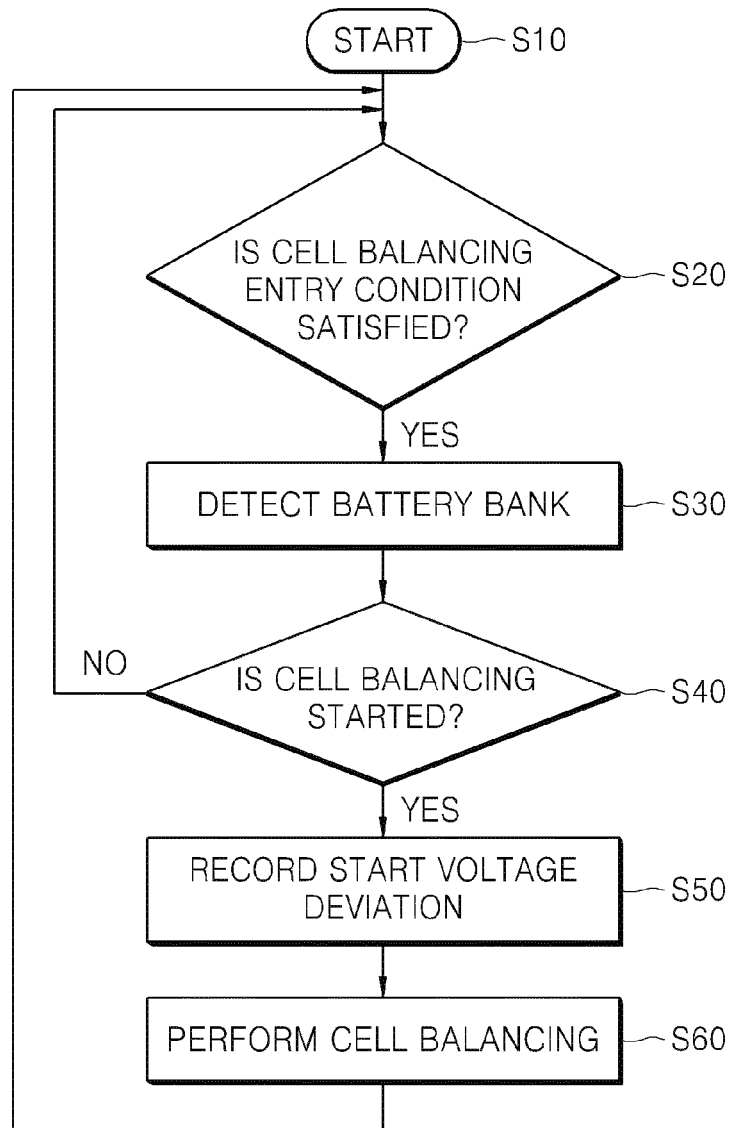 START
S10
IS CELL BALANCING
ENTRY CONDITION
SATISFIED?
S20
YES
DETECT BATTERY BANK
S30
NO
IS CELL BALANCING
STARTED?
S40
YES
RECORD START VOLTAGE
DEVIATION
S50
PERFORM CELL BALANCING
S60